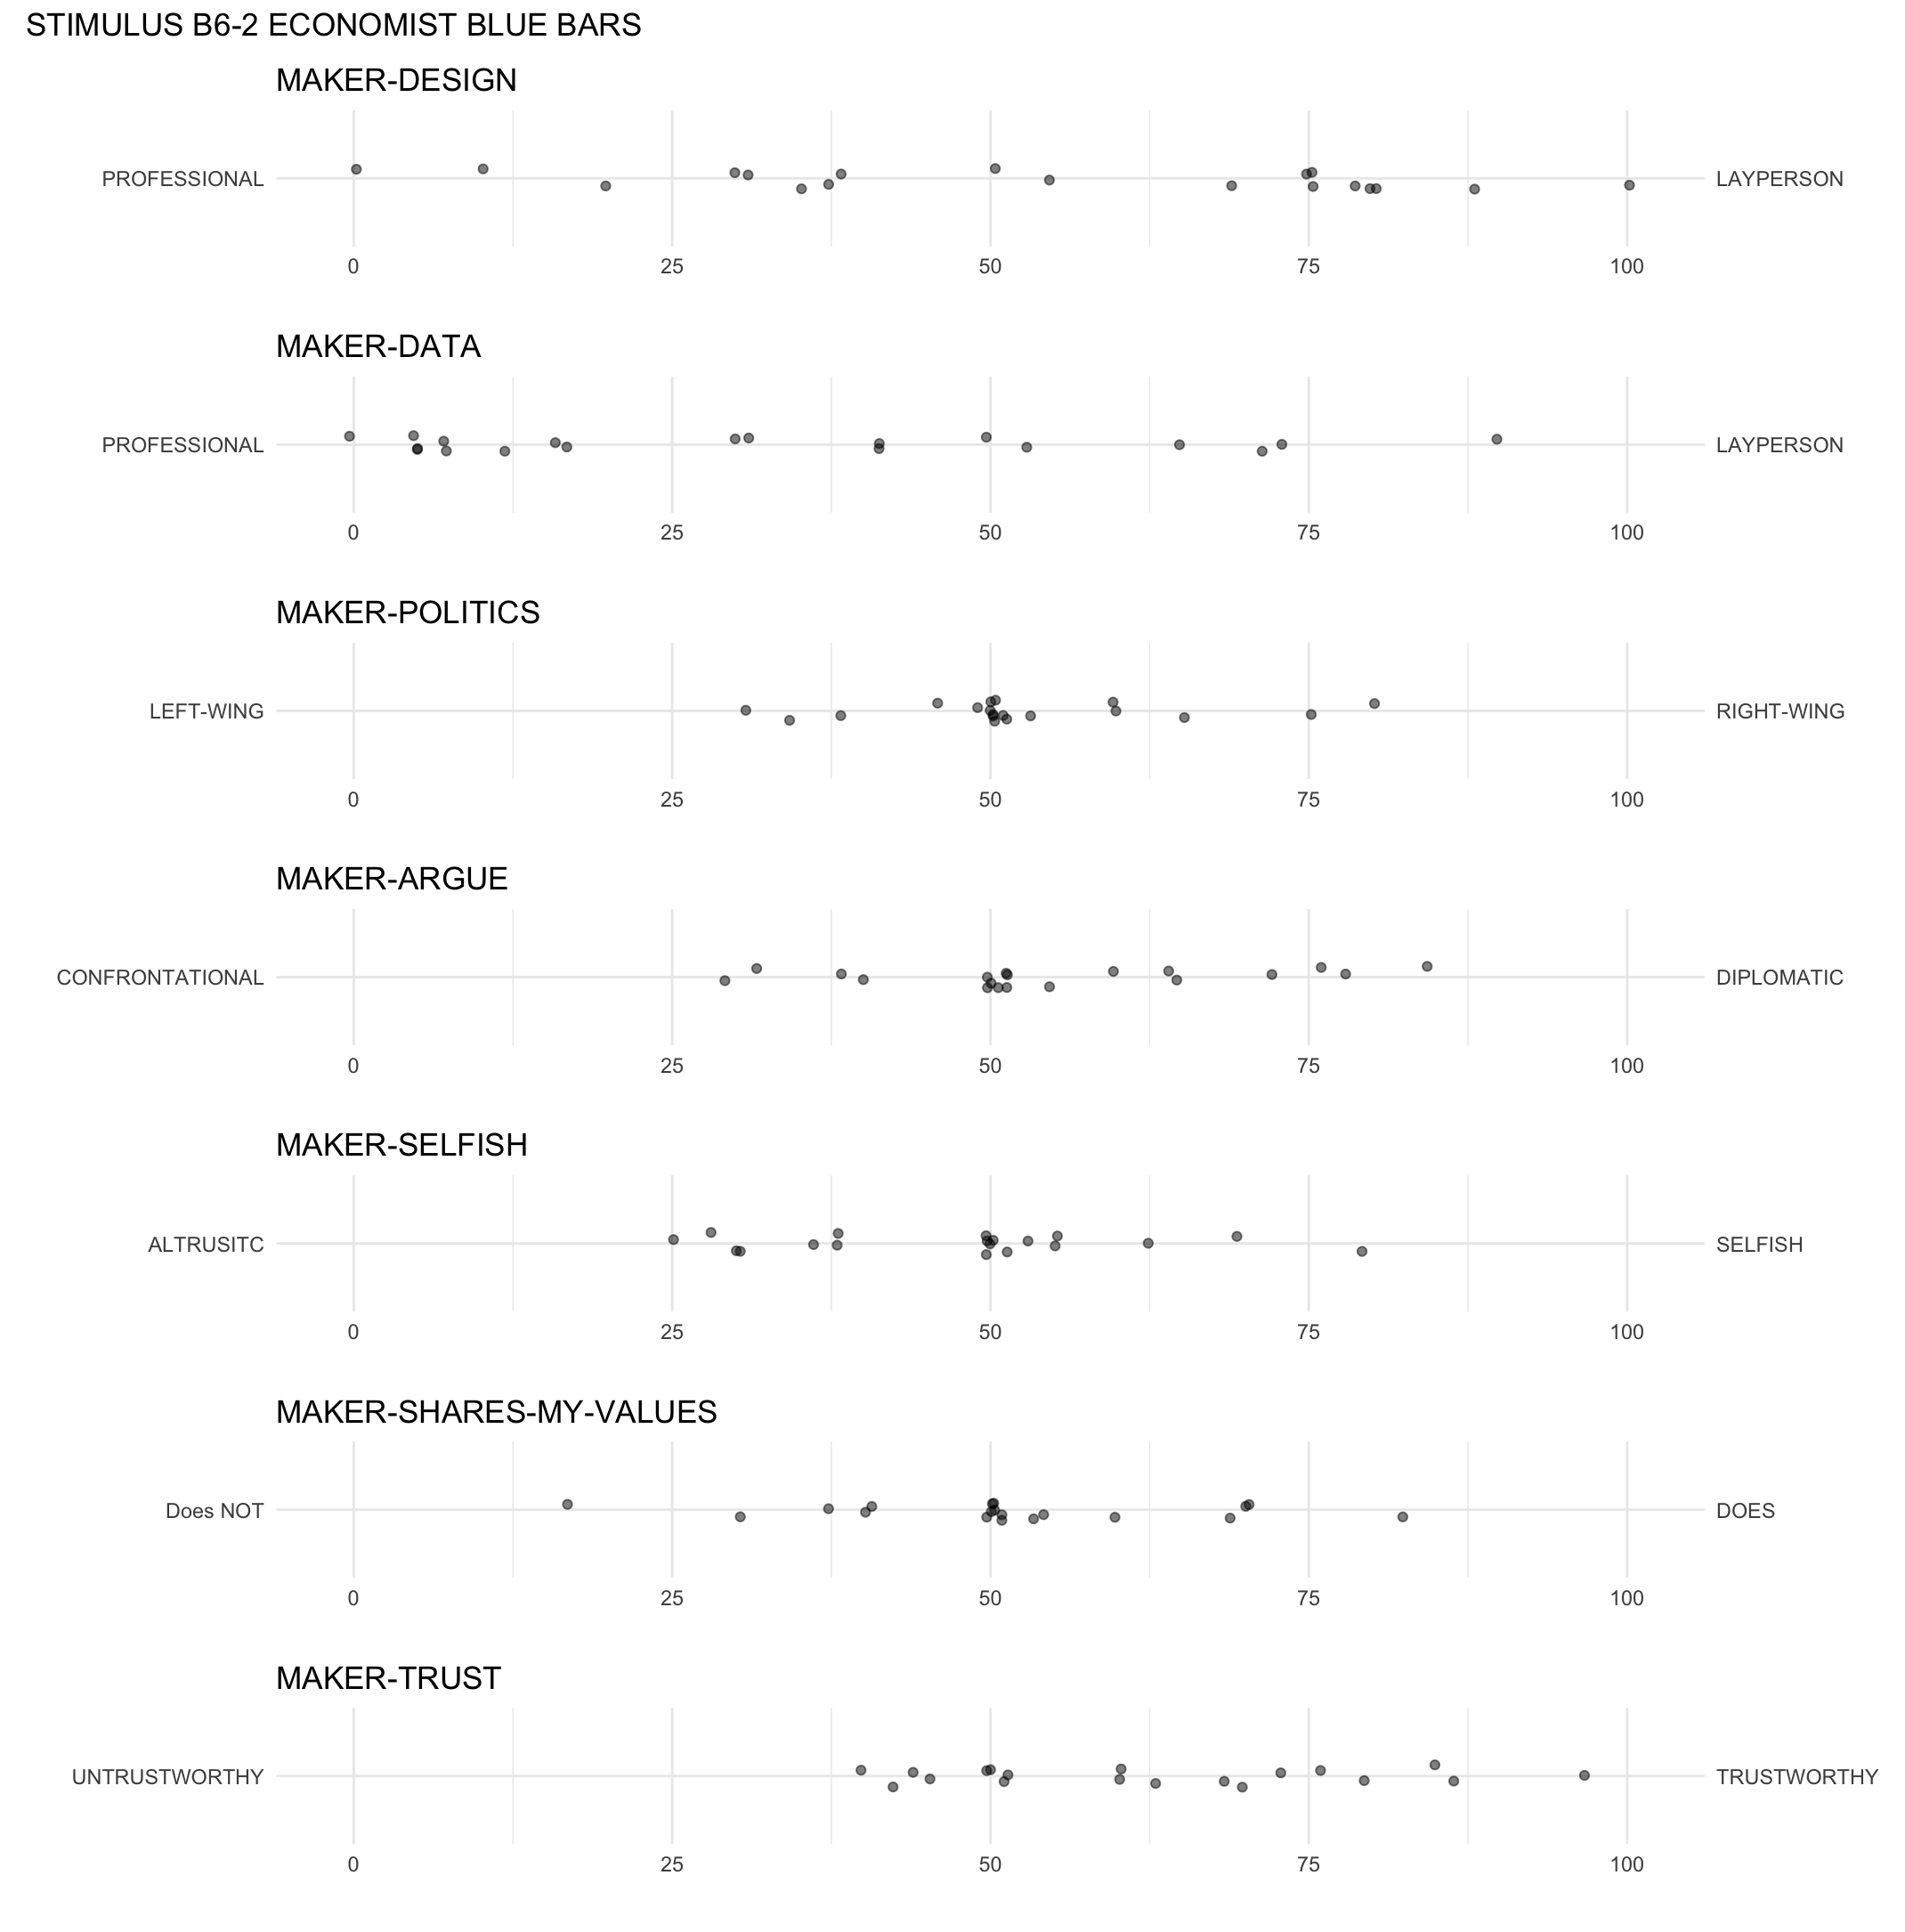 STIMULUS B6-2 ECONOMIST BLUE BARS
MAKER-DESIGN
PROFESSIONAL LAYPERSON
0 25 50 75 100
MAKER-DATA
PROFESSIONAL LAYPERSON
0 25 50 75 100
MAKER-POLITICS
LEFT-WING RIGHT-WING
0 25 50 75 100
MAKER-ARGUE
CONFRONTATIONAL DIPLOMATIC
0 25 50 75 100
MAKER-SELFISH
ALTRUSITC SELFISH
0 25 50 75 100
MAKER-SHARES-MY-VALUES
Does NOT DOES
0 25 50 75 100
MAKER-TRUST
UNTRUSTWORTHY TRUSTWORTHY
0 25 50 75 100